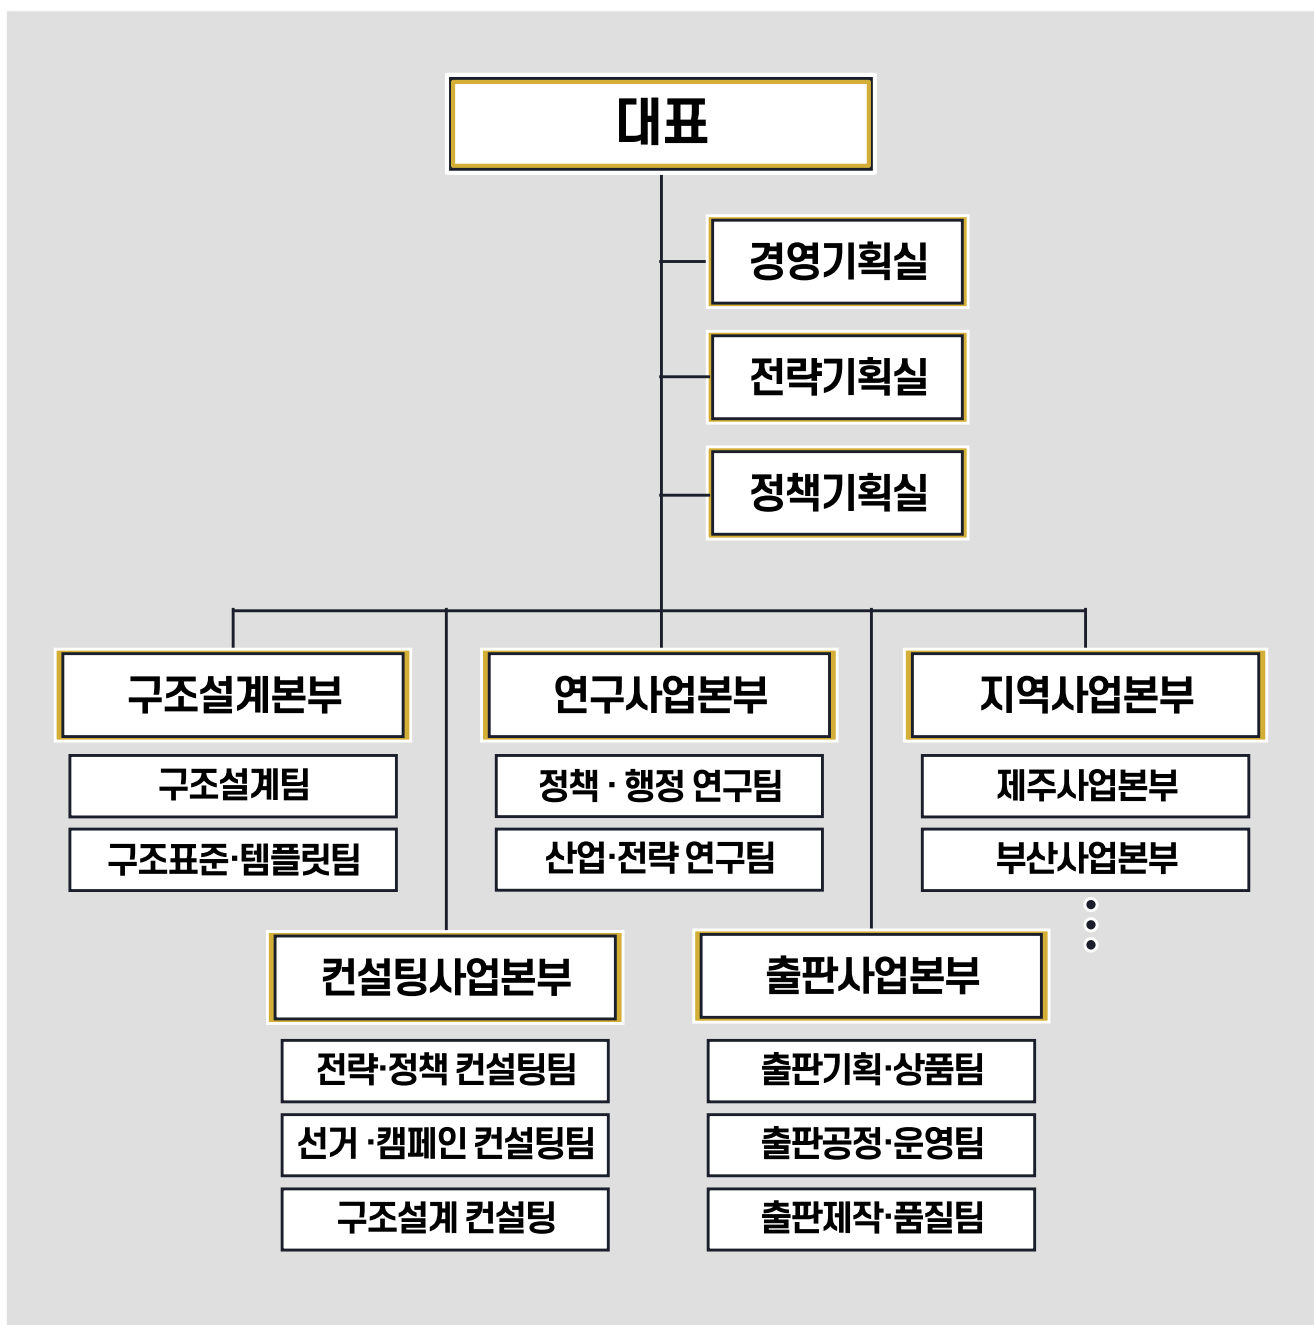 대표
경영기획실
전략기획실
정책기획실
구조설계본부
구조설계팀
구조표준·템플릿팀
연구사업본부
정책 · 행정 연구팀
산업·전략 연구팀
지역사업본부
제주사업본부
부산사업본부
컨설팅사업본부
전략·정책 컨설팅팀
선거 ·캠페인 컨설팅팀
구조설계 컨설팅
출판사업본부
출판기획·상품팀
출판공정·운영팀
출판제작·품질팀